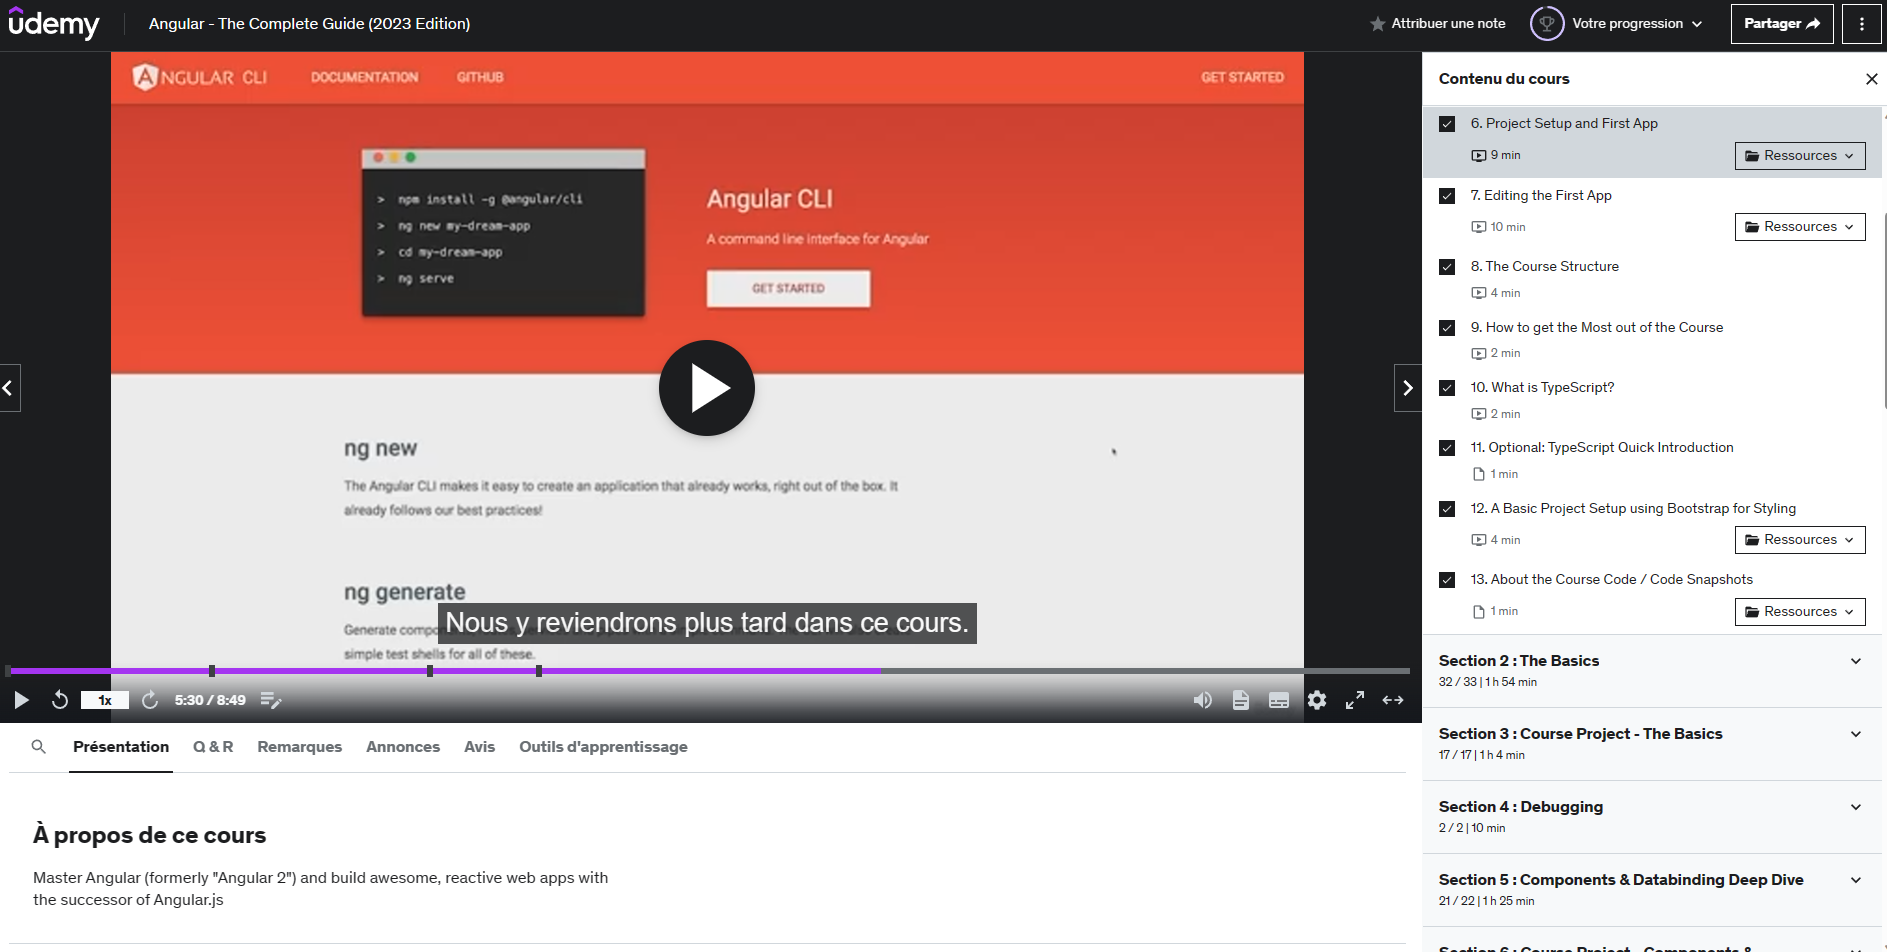 ûdemy
Angular - The Complete Guide (2023 Edition)
Attribuer une note
Votre progression
Partager
ANGULAR CLI
DOCUMENTATION
GITHUB
GET STARTED
> npm install -g @angular/cli
> ng new my-dream-app
> cd my-dream-app
> ng serve
Angular CLI
A command line interface for Angular
GET STARTED
ng new
The Angular CLI makes it easy to create an application that already works, right out of the box. It
already follows our best practices!
ng generate
Generate
simple test shells for all of these.
Nous y reviendrons plus tard dans ce cours.
1x
5:30 / 8:49
Présentation
Q & R
Remarques
Annonces
Avis
Outils d'apprentissage
À propos de ce cours
Master Angular (formerly "Angular 2") and build awesome, reactive web apps with
the successor of Angular.js
Contenu du cours
6. Project Setup and First App
9 min
Ressources
7. Editing the First App
10 min
Ressources
8. The Course Structure
4 min
9. How to get the Most out of the Course
2 min
10. What is TypeScript?
2 min
11. Optional: TypeScript Quick Introduction
1 min
12. A Basic Project Setup using Bootstrap for Styling
4 min
Ressources
13. About the Course Code / Code Snapshots
1 min
Ressources
Section 2 : The Basics
32 / 33 | 1 h 54 min
Section 3 : Course Project - The Basics
17 / 17 | 1 h 4 min
Section 4 : Debugging
2 / 2 | 10 min
Section 5 : Components & Databinding Deep Dive
21 / 22 | 1 h 25 min
Section 6 : Course Project - Components &